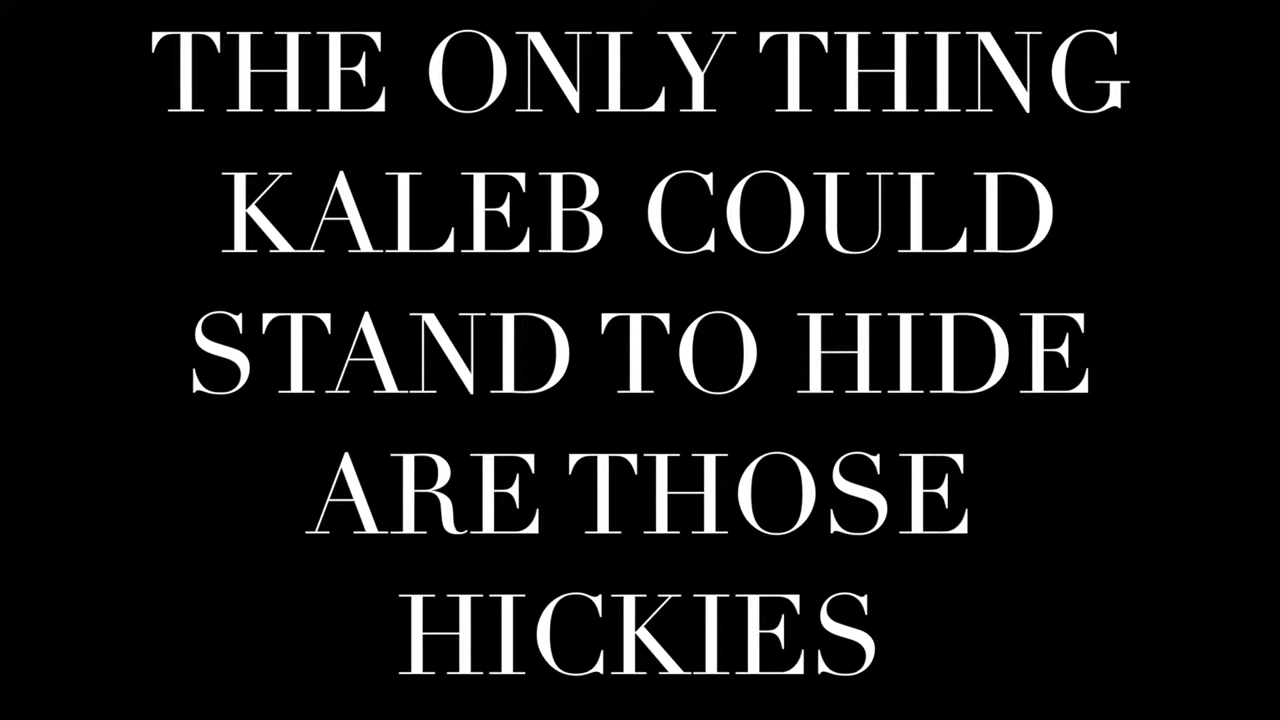 THE ONLY THING
KALEB COULD
STAND TO HIDE
ARE THOSE
HICKIES